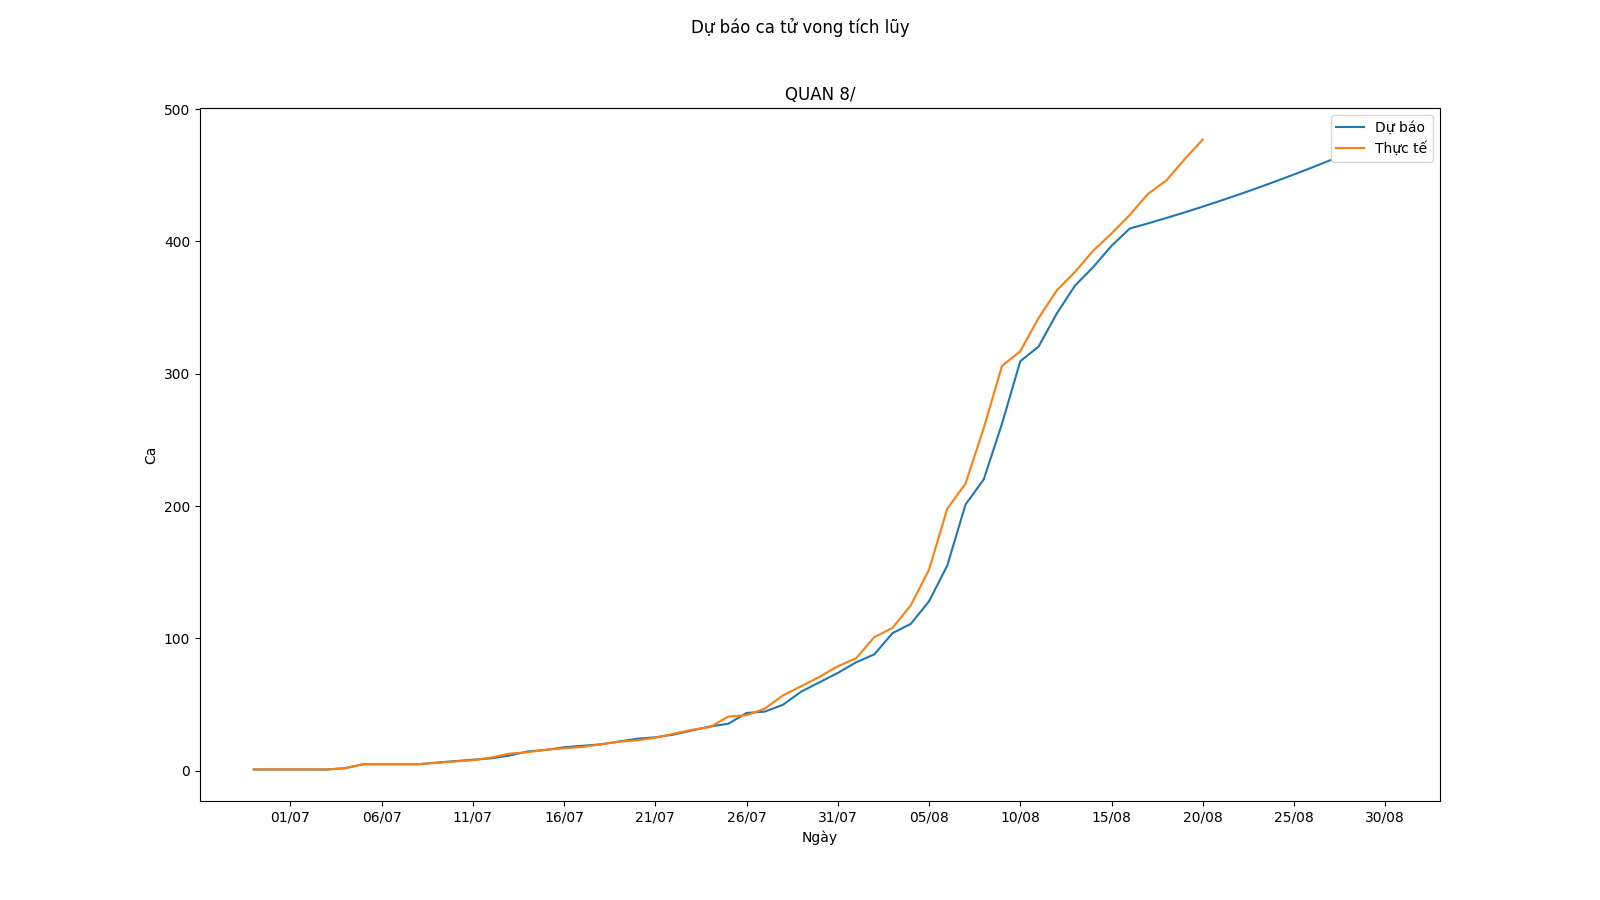 Dự báo ca tử vong tích lũy
QUAN 8/
500
400
300
200
100
0
Ca
Dự báo
Thực tế
01/07 06/07 11/07 16/07 21/07 26/07 31/07 05/08 10/08 15/08 20/08 25/08 30/08
Ngày